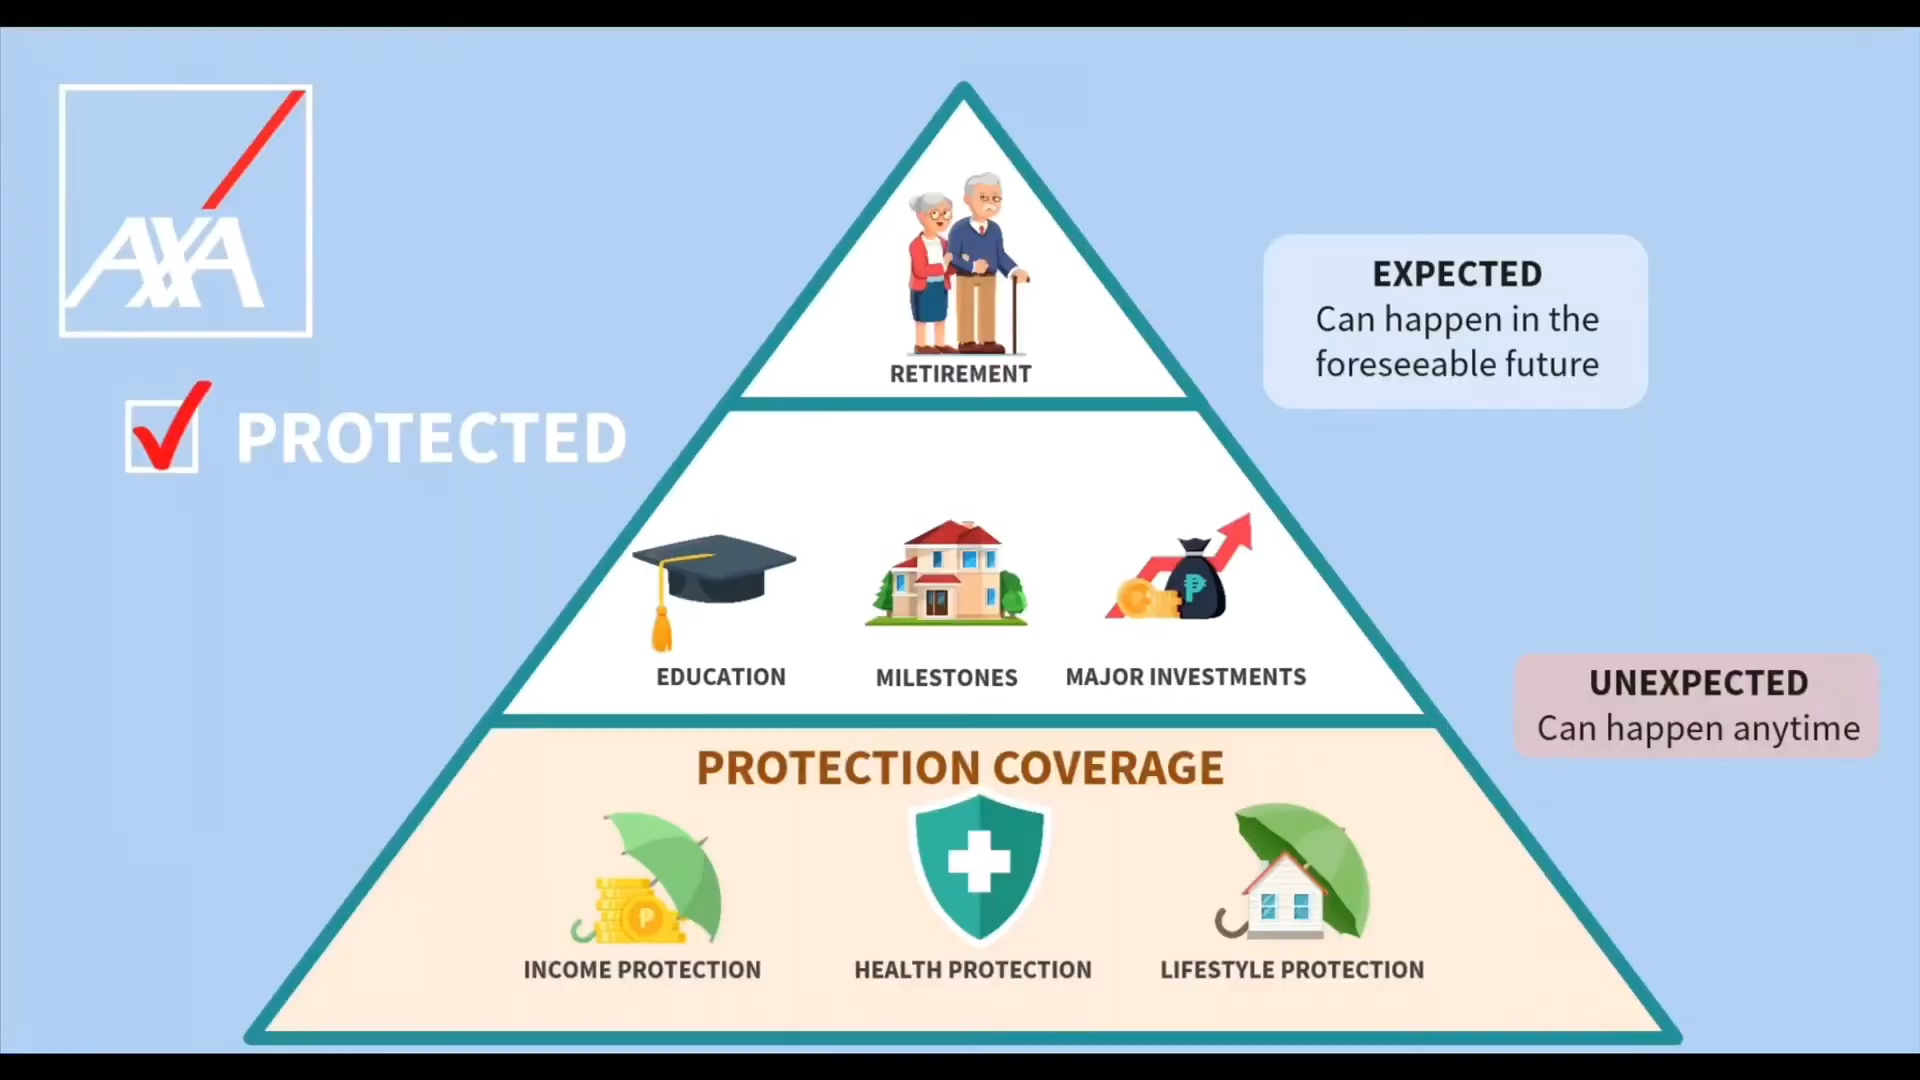 AXA
PROTECTED
RETIREMENT
EXPECTED
Can happen in the
foreseeable future
₱
EDUCATION
MILESTONES
MAJOR INVESTMENTS
UNEXPECTED
Can happen anytime
PROTECTION COVERAGE
P
INCOME PROTECTION
HEALTH PROTECTION
LIFESTYLE PROTECTION